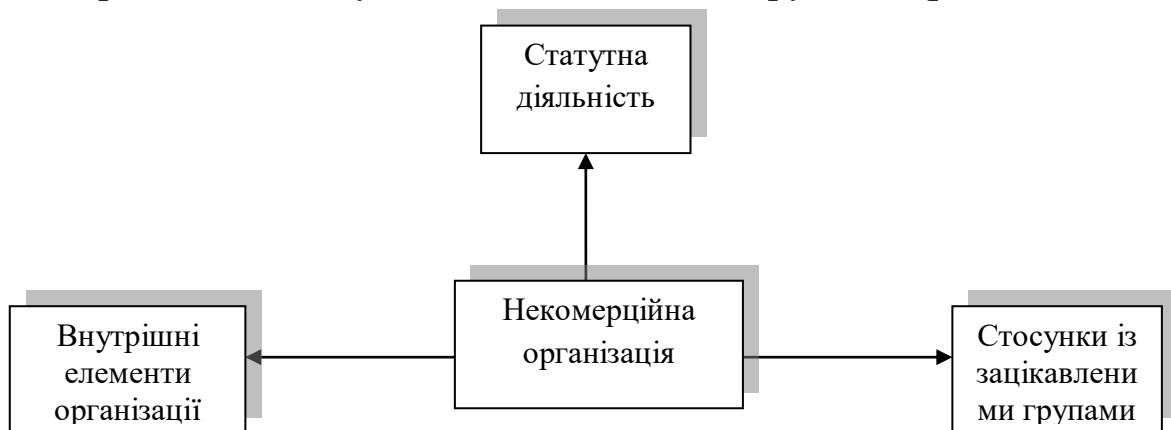 Статутна
діяльність
Некомерційна
організація
Внутрішні
елементи
організації
Стосунки із
зацікавлени
ми групами